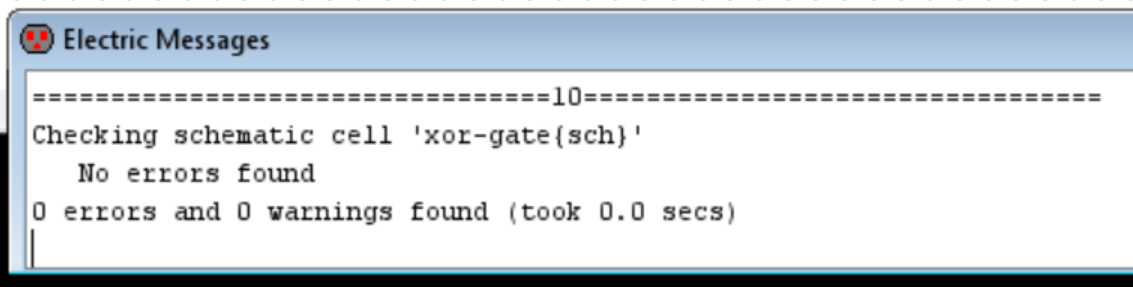 Electric Messages
=================================10=================================
Checking schematic cell 'xor-gate{sch}'
No errors found
0 errors and 0 warnings found (took 0.0 secs)